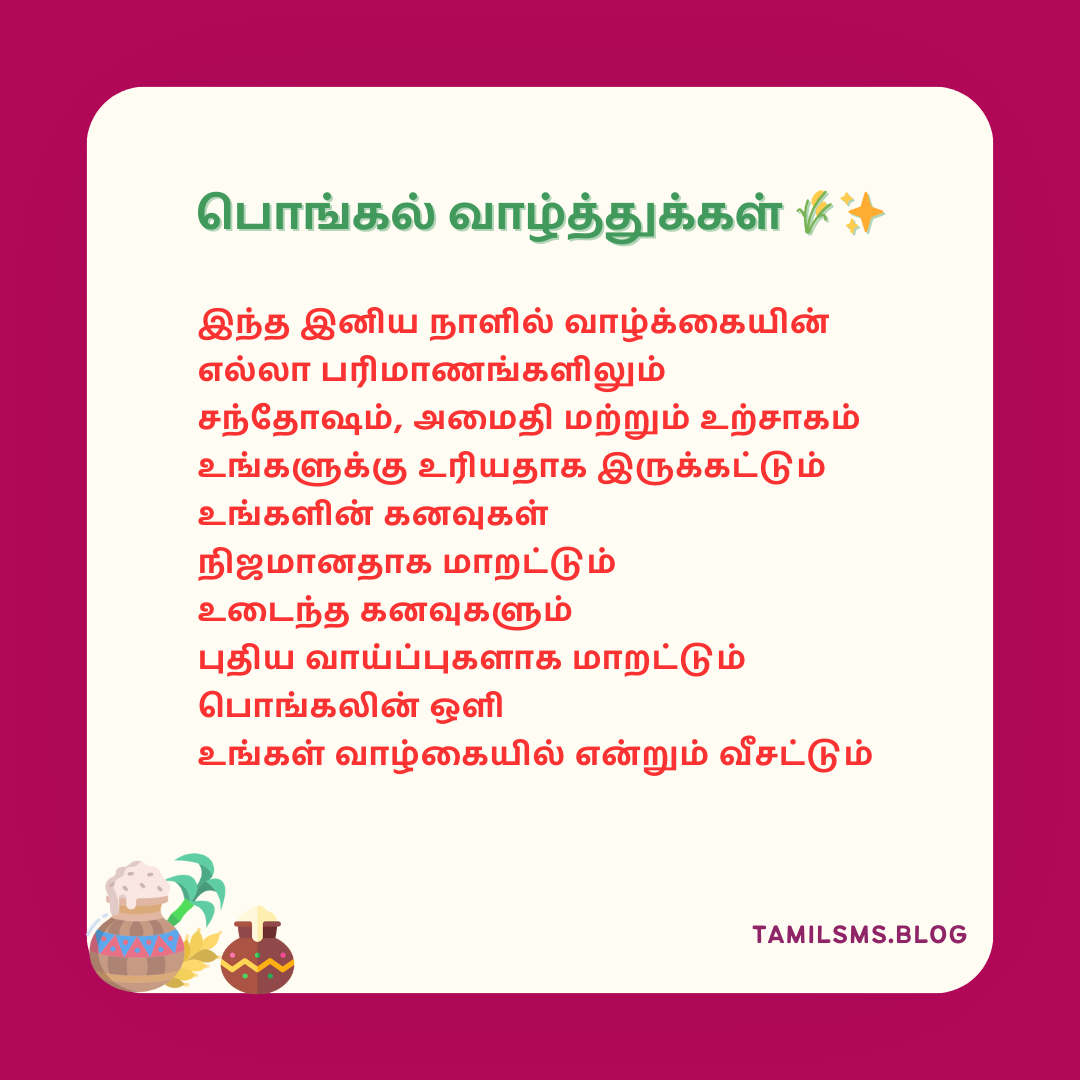 பொங்கல் வாழ்த்துக்கள் 🌾✨
இந்த இனிய நாளில் வாழ்க்கையின்
எல்லா பரிமாணங்களிலும்
சந்தோஷம், அமைதி மற்றும் உற்சாகம்
உங்களுக்கு உரியதாக இருக்கட்டும்
உங்களின் கனவுகள்
நிஜமானதாக மாறட்டும்
உடைந்த கனவுகளும்
புதிய வாய்ப்புகளாக மாறட்டும்
பொங்கலின் ஒளி
உங்கள் வாழ்கையில் என்றும் வீசட்டும்
TAMILSMS.BLOG